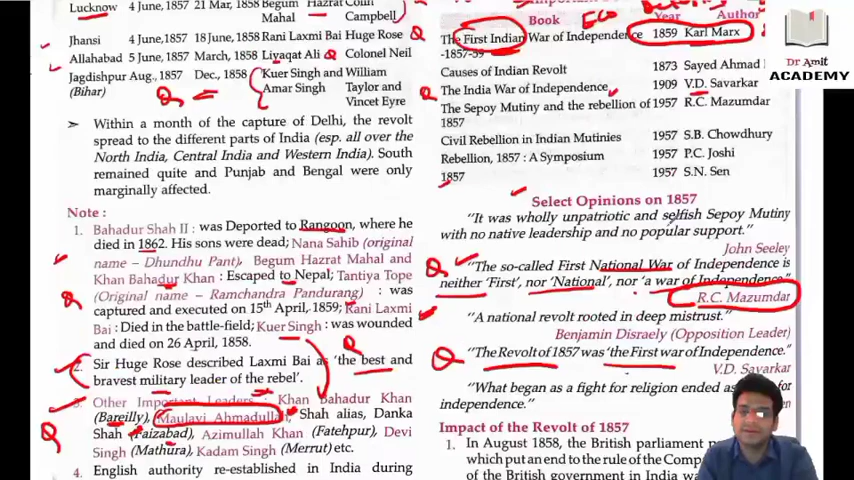 Lucknow 4 June,1857 21 Mar, 1858 Begum Hazrat Mahal Colin Campbell
Jhansi 4 June,1857 18 June, 1858 Rani Laxmi Bai Huge Rose
Allahabad 5 June,1857 March, 1858 Liyaqat Ali Colonel Neil
Jagdishpur Aug., 1857 Dec., 1858 Kuer Singh and William
(Bihar) Amar Singh Taylor and
Vincet Eyre
➢ Within a month of the capture of Delhi, the revolt
spread to the different parts of India (esp. all over the
North India, Central India and Western India). South
remained quite and Punjab and Bengal were only
marginally affected.
Note :
1. Bahadur Shah II : was Deported to Rangoon, where he
died in 1862. His sons were dead; Nana Sahib (original
name – Dhundhu Pant), Begum Hazrat Mahal and
Khan Bahadur Khan : Escaped to Nepal; Tantiya Tope
(Original name – Ramchandra Pandurang) : was
captured and executed on 15th April, 1859; Rani Laxmi
Bai : Died in the battle-field; Kuer Singh : was wounded
and died on 26 April, 1858.
2. Sir Huge Rose described Laxmi Bai as 'the best and
bravest military leader of the rebel'.
3. Other Important Leaders : Khan Bahadur Khan
(Bareilly), Maulavi Ahmadullah, Shah alias, Danka
Shah (Faizabad), Azimullah Khan (Fatehpur), Devi
Singh (Mathura), Kadam Singh (Merrut) etc.
4. English authority re-established in India during
Book Year Author
The First Indian War of Independence 1859 Karl Marx
-1857-59
Causes of Indian Revolt 1873 Sayed Ahmad
The India War of Independence 1909 V.D. Savarkar
The Sepoy Mutiny and the rebellion of 1957 R.C. Mazumdar
1857
Civil Rebellion in Indian Mutinies 1957 S.B. Chowdhury
Rebellion, 1857 : A Symposium 1957 P.C. Joshi
1857 1957 S.N. Sen
Select Opinions on 1857
"It was wholly unpatriotic and selfish Sepoy Mutiny
with no native leadership and no popular support."
John Seeley
"The so-called First National War of Independence is
neither 'First', nor 'National', nor 'a war of Independence."
R.C. Mazumdar
"A national revolt rooted in deep mistrust."
Benjamin Disraely (Opposition Leader)
"The Revolt of 1857 was 'the First war of Independence."
V.D. Savarkar
"What began as a fight for religion ended as for
independence."
Impact of the Revolt of 1857
1. In August 1858, the British parliament
which put an end to the rule of the Comp
of the British government in India wa
Dr Amit
ACADEMY